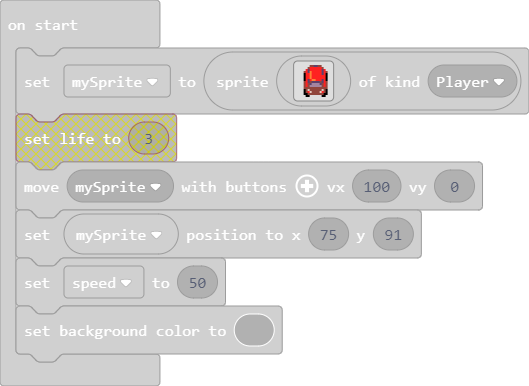 on start
set mySprite to sprite of kind Player
set life to 3
move mySprite with buttons vx 100 vy 0
set mySprite position to x 75 y 91
set speed to 50
set background color to